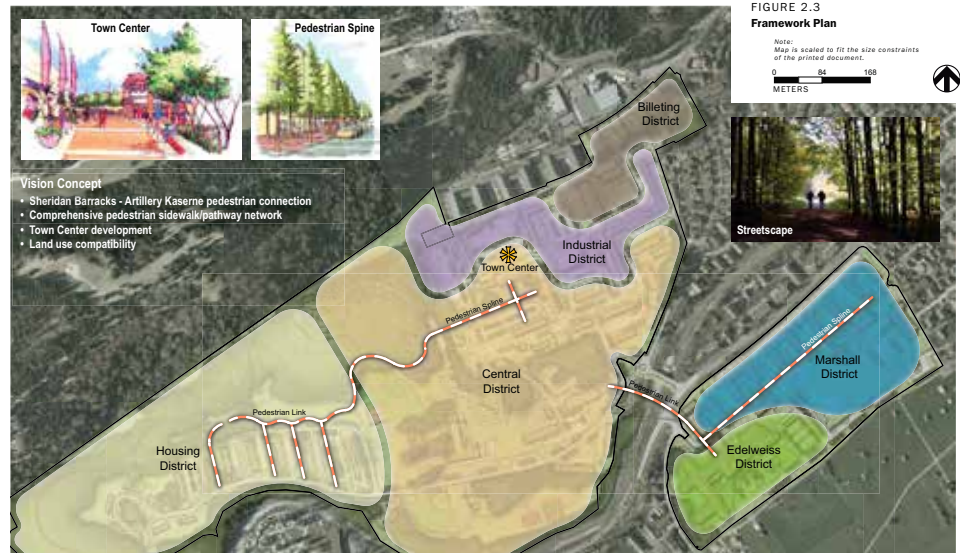 FIGURE 2.3
Framework Plan
Note:
Map is scaled to fit the size constraints
of the printed document.
0 84 168
METERS
Town Center
Pedestrian Spine
Vision Concept
• Sheridan Barracks - Artillery Kaserne pedestrian connection
• Comprehensive pedestrian sidewalk/pathway network
• Town Center development
• Land use compatibility
Streetscape
Billeting
District
Industrial
District
Town Center
Pedestrian Spline
Central
District
Pedestrian Link
Housing
District
Pedestrian Link
Pedestrian Spline
Marshall
District
Edelweiss
District